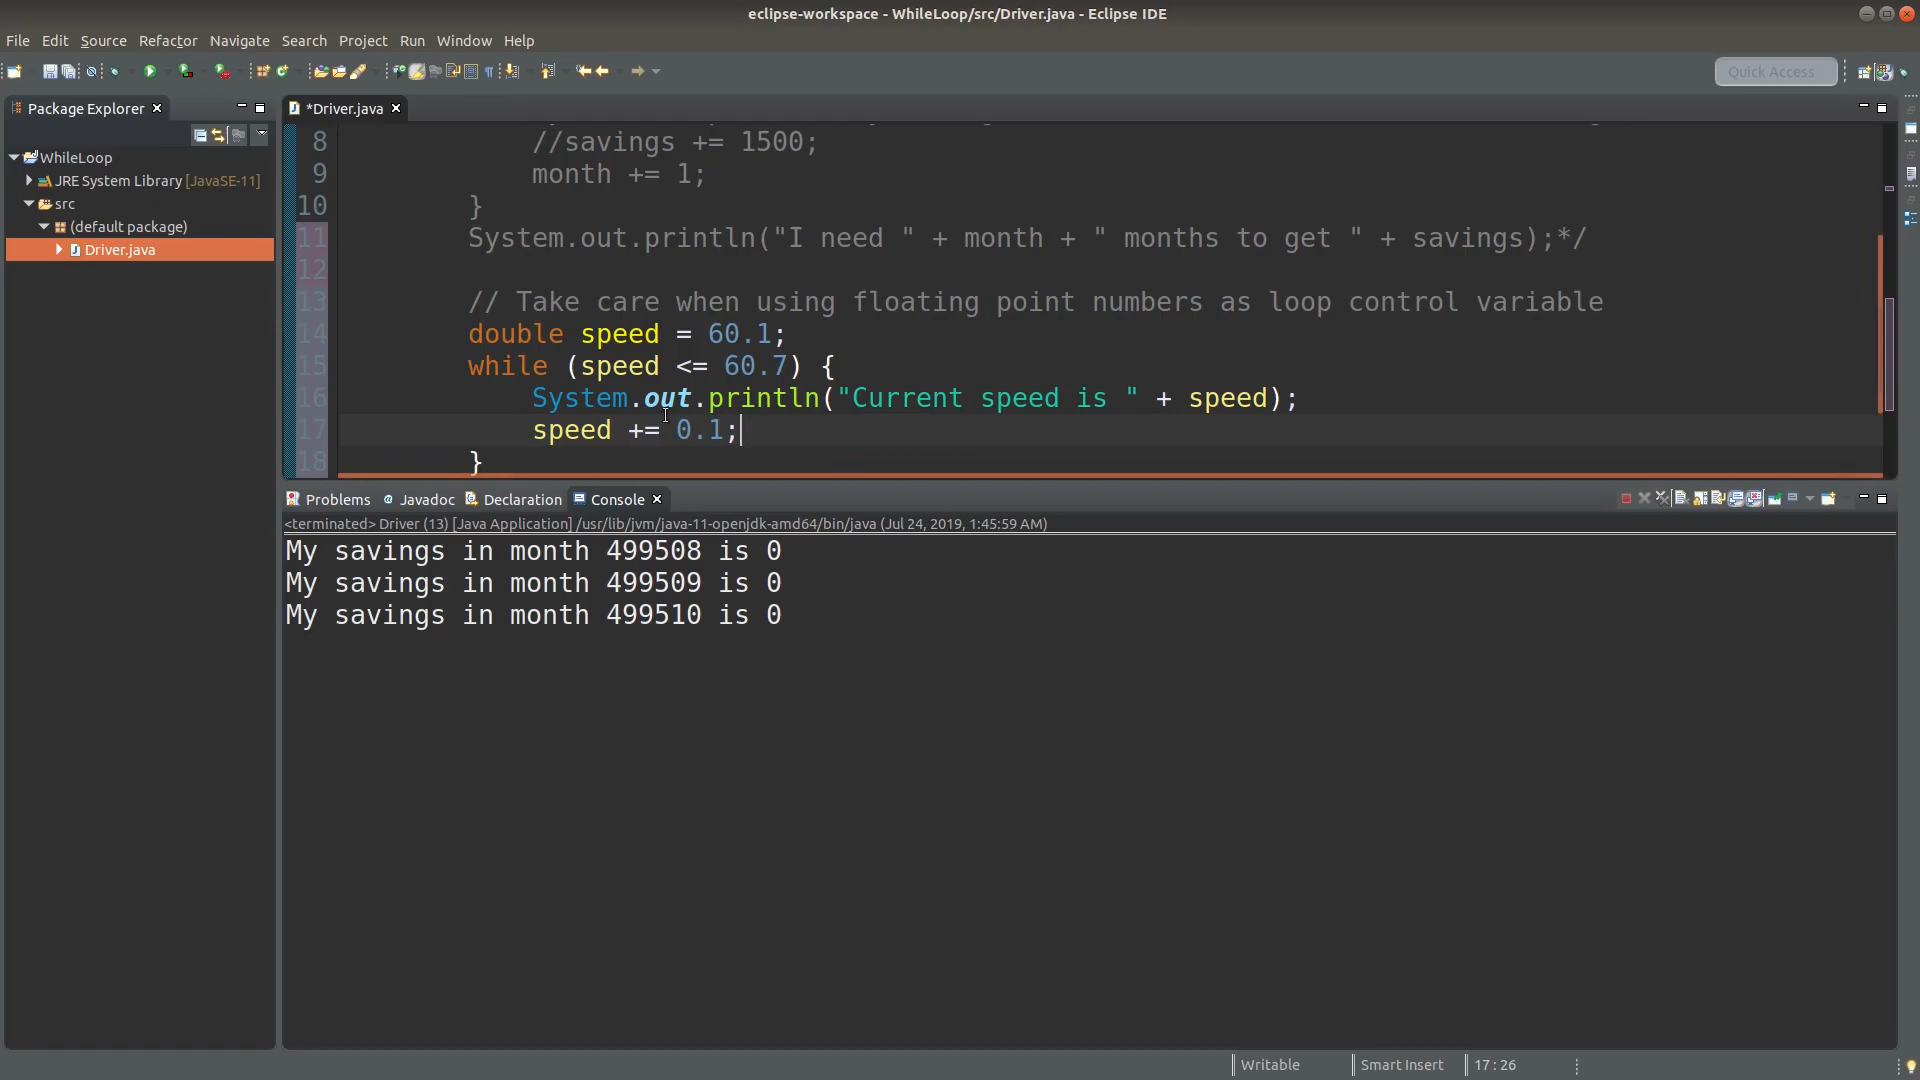 eclipse-workspace - WhileLoop/src/Driver.java - Eclipse IDE
File Edit Source Refactor Navigate Search Project Run Window Help
Quick Access
Package Explorer
*Driver.java
WhileLoop
JRE System Library [JavaSE-11]
src
(default package)
Driver.java
8 //savings += 1500;
9 month += 1;
10 }
11 System.out.println("I need " + month + " months to get " + savings);*/
12
13 // Take care when using floating point numbers as loop control variable
14 double speed = 60.1;
15 while (speed <= 60.7) {
16 System.out.println("Current speed is " + speed);
17 speed += 0.1;
18 }
Problems Javadoc Declaration Console
<terminated> Driver (13) [Java Application] /usr/lib/jvm/java-11-openjdk-amd64/bin/java (Jul 24, 2019, 1:45:59 AM)
My savings in month 499508 is 0
My savings in month 499509 is 0
My savings in month 499510 is 0
Writable Smart Insert 17 : 26